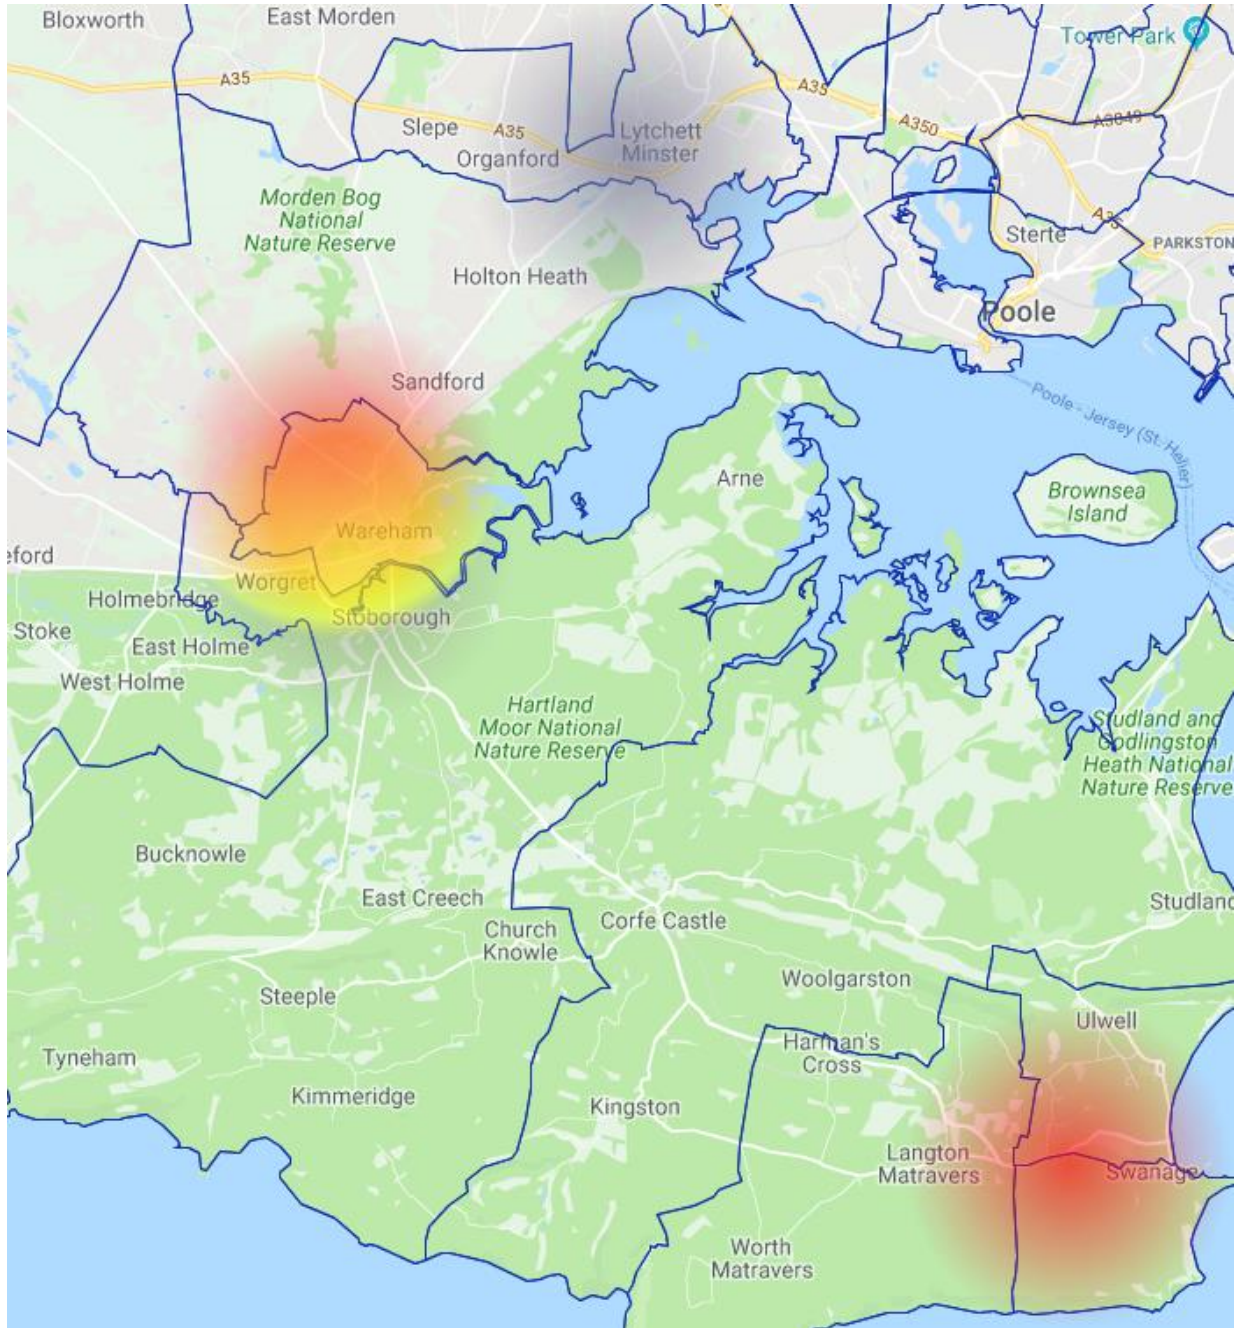 Bloxworth
East Morden
Tower Park
A35
A35
A350
A3049
Slepe
A35
Lytchett
Minster
Organford
Morden Bog
National
Nature Reserve
A35
Sterte
PARKSTON
Holton Heath
Poole
Sandford
Poole - Jersey (St. Helier)
Arne
Brownsea
Island
Wareham
eford
Worgret
Holmebridge
Stoborough
Stoke
East Holme
West Holme
Hartland
Moor National
Nature Reserve
Studland and
Godlingston
Heath National
Nature Reserve
Bucknowle
East Creech
Studland
Church
Knowle
Corfe Castle
Woolgarston
Steeple
Ulwell
Harman's
Cross
Tyneham
Kimmeridge
Kingston
Langton
Matravers
Swanage
Worth
Matravers